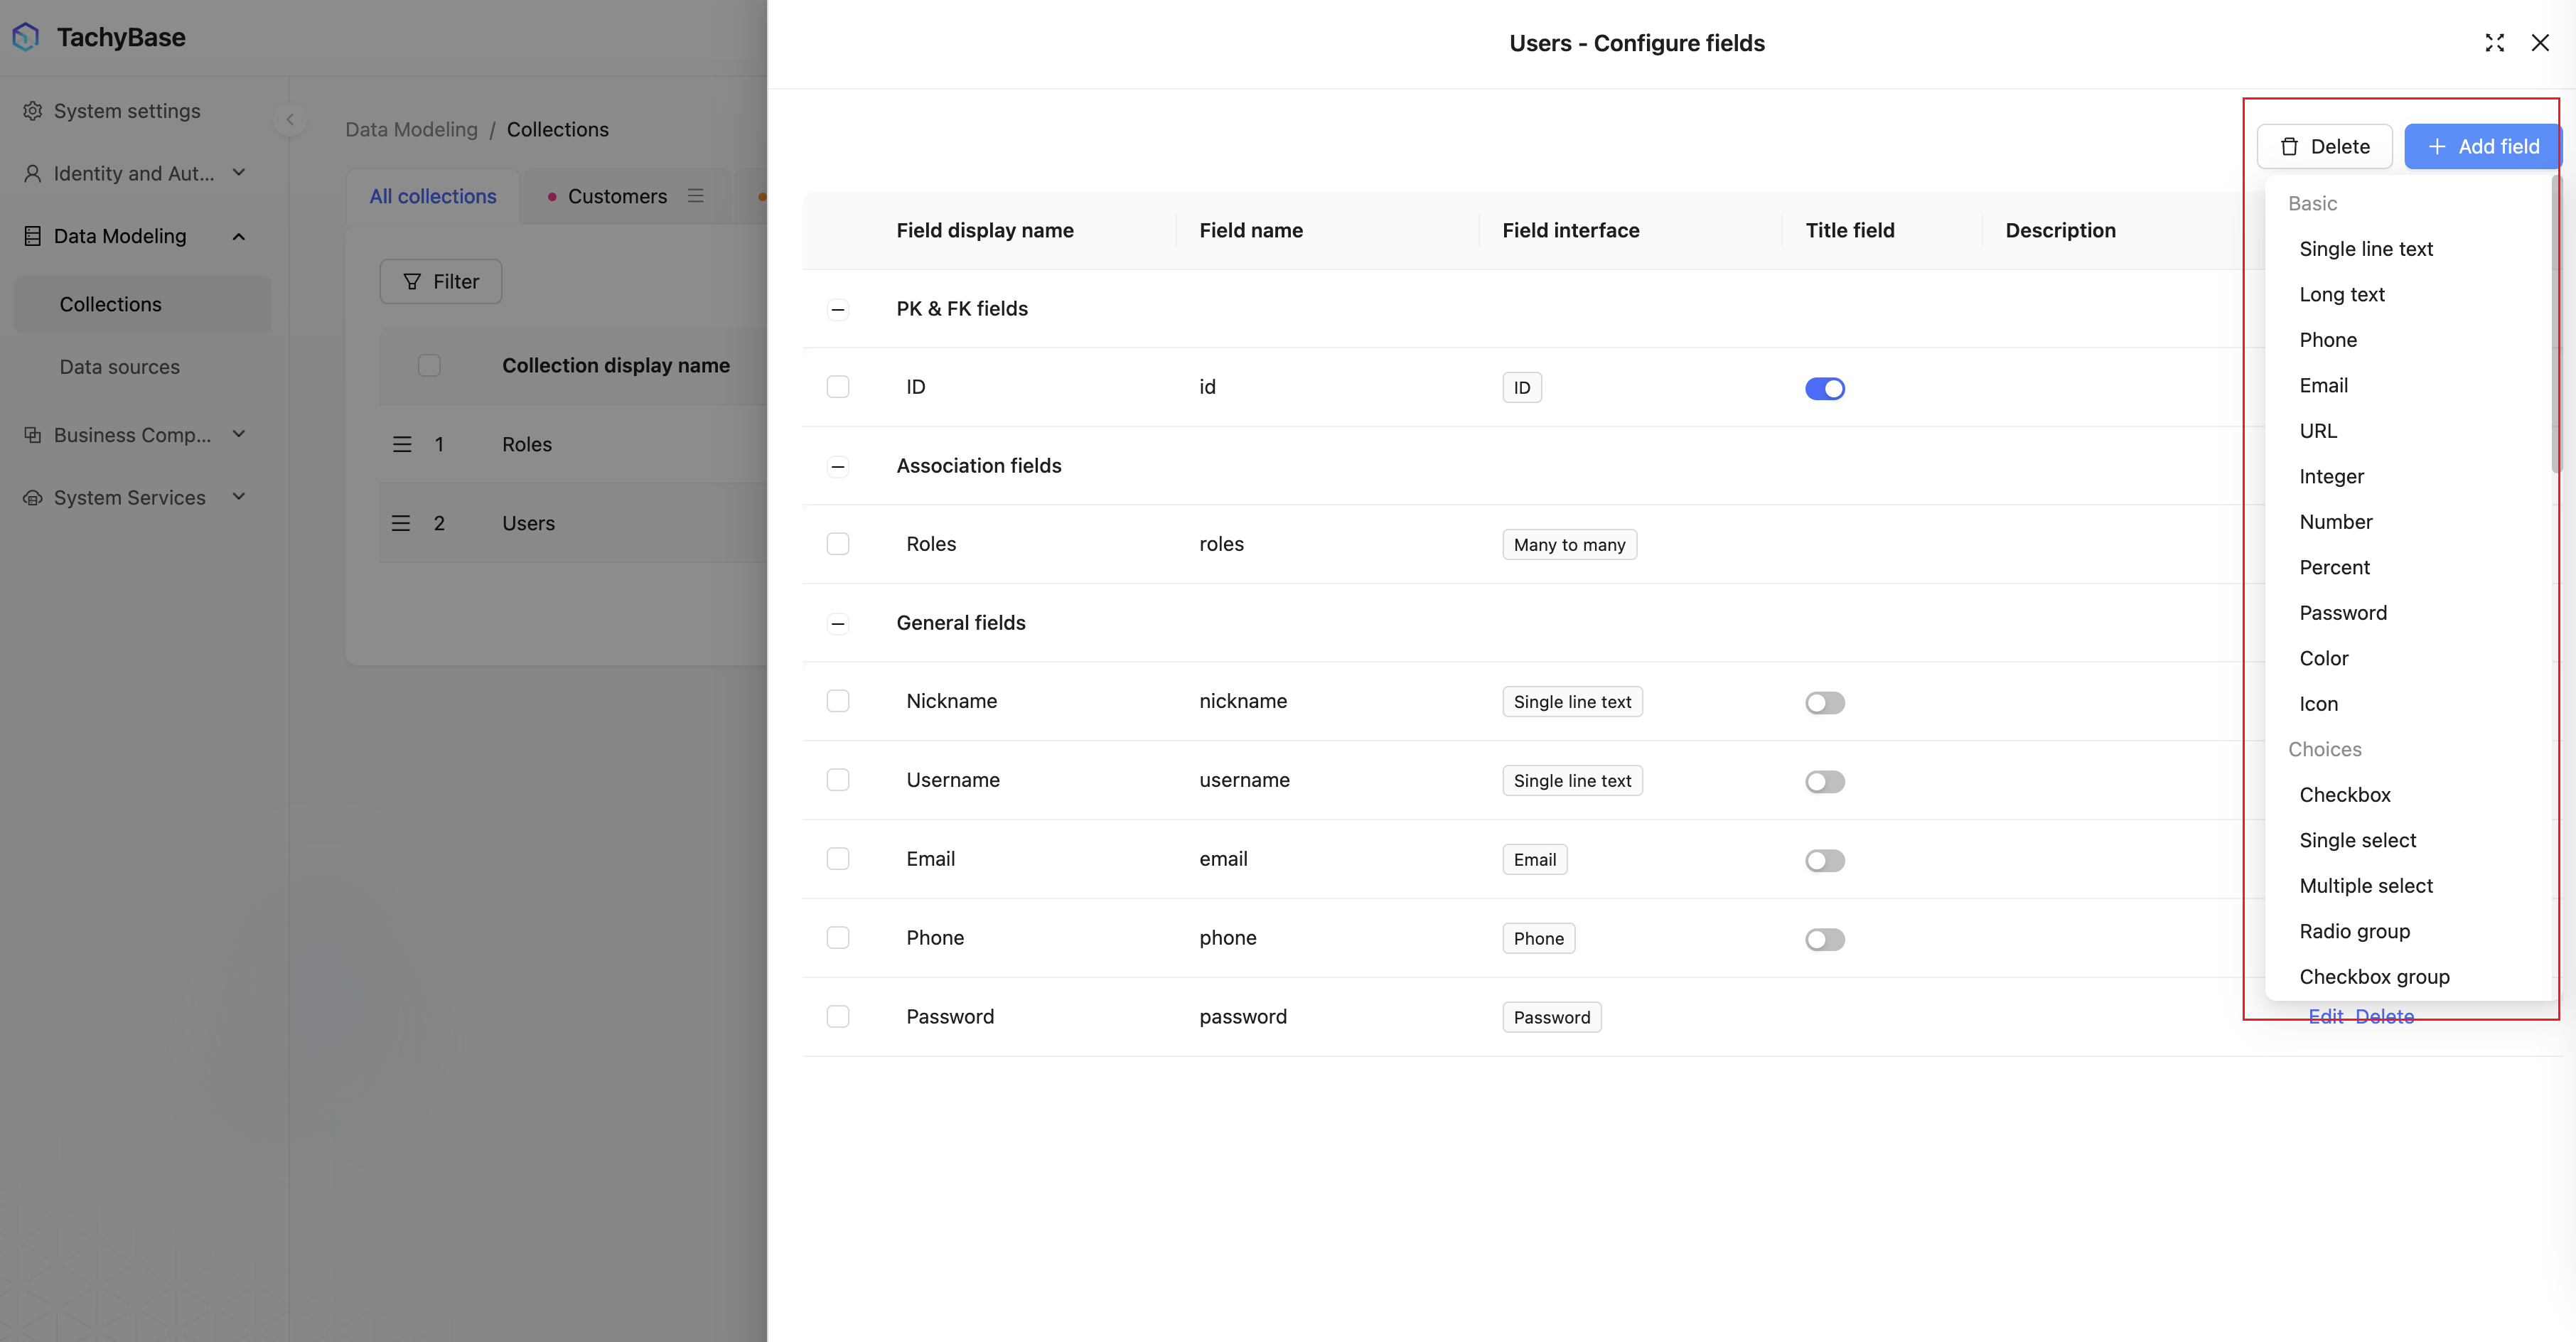 TachyBase
System settings
Identity and Aut...
Data Modeling
Collections
Data sources
Business Comp...
System Services
Data Modeling / Collections
All collections
Customers
Filter
Collection display name
1 Roles
2 Users
Users - Configure fields
Delete
Add field
Field display name Field name Field interface Title field Description
PK & FK fields
ID id ID
Association fields
Roles roles Many to many
General fields
Nickname nickname Single line text
Username username Single line text
Email email Email
Phone phone Phone
Password password Password
Edit Delete
Basic
Single line text
Long text
Phone
Email
URL
Integer
Number
Percent
Password
Color
Icon
Choices
Checkbox
Single select
Multiple select
Radio group
Checkbox group